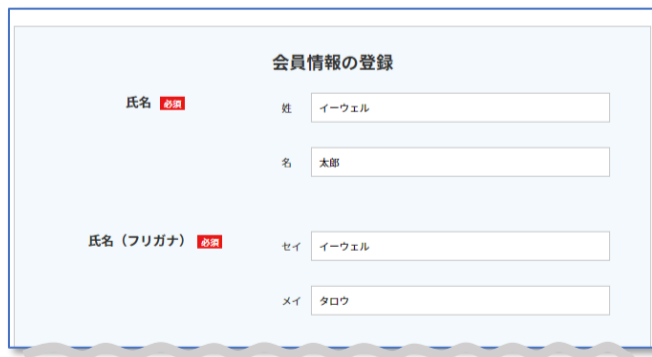 会員情報の登録
氏名 必須
姓 イーウェル
名 太郎
氏名（フリガナ） 必須
セイ イーウェル
メイ タロウ